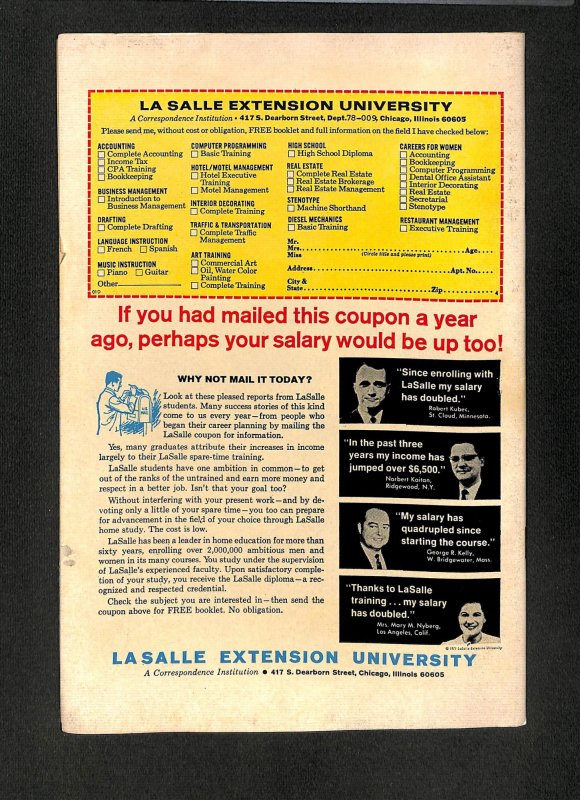 LA SALLE EXTENSION UNIVERSITY
A Correspondence Institution • 417 S. Dearborn Street, Dept. 78-009, Chicago, Illinois 60605
Please send me, without cost or obligation, FREE booklet and full information on the field I have checked below:
ACCOUNTING
Complete Accounting
Income Tax
CPA Training
Bookkeeping
BUSINESS MANAGEMENT
Introduction to
Business Management
DRAFTING
Complete Drafting
LANGUAGE INSTRUCTION
French Spanish
MUSIC INSTRUCTION
Piano Guitar
Other
COMPUTER PROGRAMMING
Basic Training
HOTEL/MOTEL MANAGEMENT
Hotel Executive
Training
Motel Management
INTERIOR DECORATING
Complete Training
TRAFFIC & TRANSPORTATION
Complete Traffic
Management
ART TRAINING
Commercial Art
Oil, Water Color
Painting
Complete Training
HIGH SCHOOL
High School Diploma
REAL ESTATE
Complete Real Estate
Real Estate Brokerage
Real Estate Management
STENOTYPE
Machine Shorthand
DIESEL MECHANICS
Basic Training
CAREERS FOR WOMEN
Accounting
Bookkeeping
Computer Programming
Dental Office Assistant
Interior Decorating
Real Estate
Secretarial
Stenotype
RESTAURANT MANAGEMENT
Executive Training
Mr.
Mrs. Age
Miss (Circle title and please print)
Address Apt. No.
City &
State Zip
If you had mailed this coupon a year
ago, perhaps your salary would be up too!
WHY NOT MAIL IT TODAY?
Look at these pleased reports from LaSalle
students. Many success stories of this kind
come to us every year—from people who
began their career planning by mailing the
LaSalle coupon for information.
Yes, many graduates attribute their increases in income
largely to their LaSalle spare-time training.
LaSalle students have one ambition in common—to get
out of the ranks of the untrained and earn more money and
respect in a better job. Isn't that your goal too?
Without interfering with your present work—and by de-
voting only a little of your spare time—you too can prepare
for advancement in the field of your choice through LaSalle
home study. The cost is low.
LaSalle has been a leader in home education for more than
sixty years, enrolling over 2,000,000 ambitious men and
women in its many courses. You study under the supervision
of LaSalle's experienced faculty. Upon satisfactory comple-
tion of your study, you receive the LaSalle diploma—a rec-
ognized and respected credential.
Check the subject you are interested in—then send the
coupon above for FREE booklet. No obligation.
"Since enrolling with
LaSalle my salary
has doubled."
Robert Kubec,
St. Cloud, Minnesota.
"In the past three
years my income has
jumped over $6,500."
Norbert Kaitan,
Ridgewood, N.Y.
"My salary has
quadrupled since
starting the course."
George R. Kelly,
W. Bridgewater, Mass.
"Thanks to LaSalle
training . . . my salary
has doubled."
Mrs. Mary M. Nyberg,
Los Angeles, Calif.
LA SALLE EXTENSION UNIVERSITY
A Correspondence Institution • 417 S. Dearborn Street, Chicago, Illinois 60605